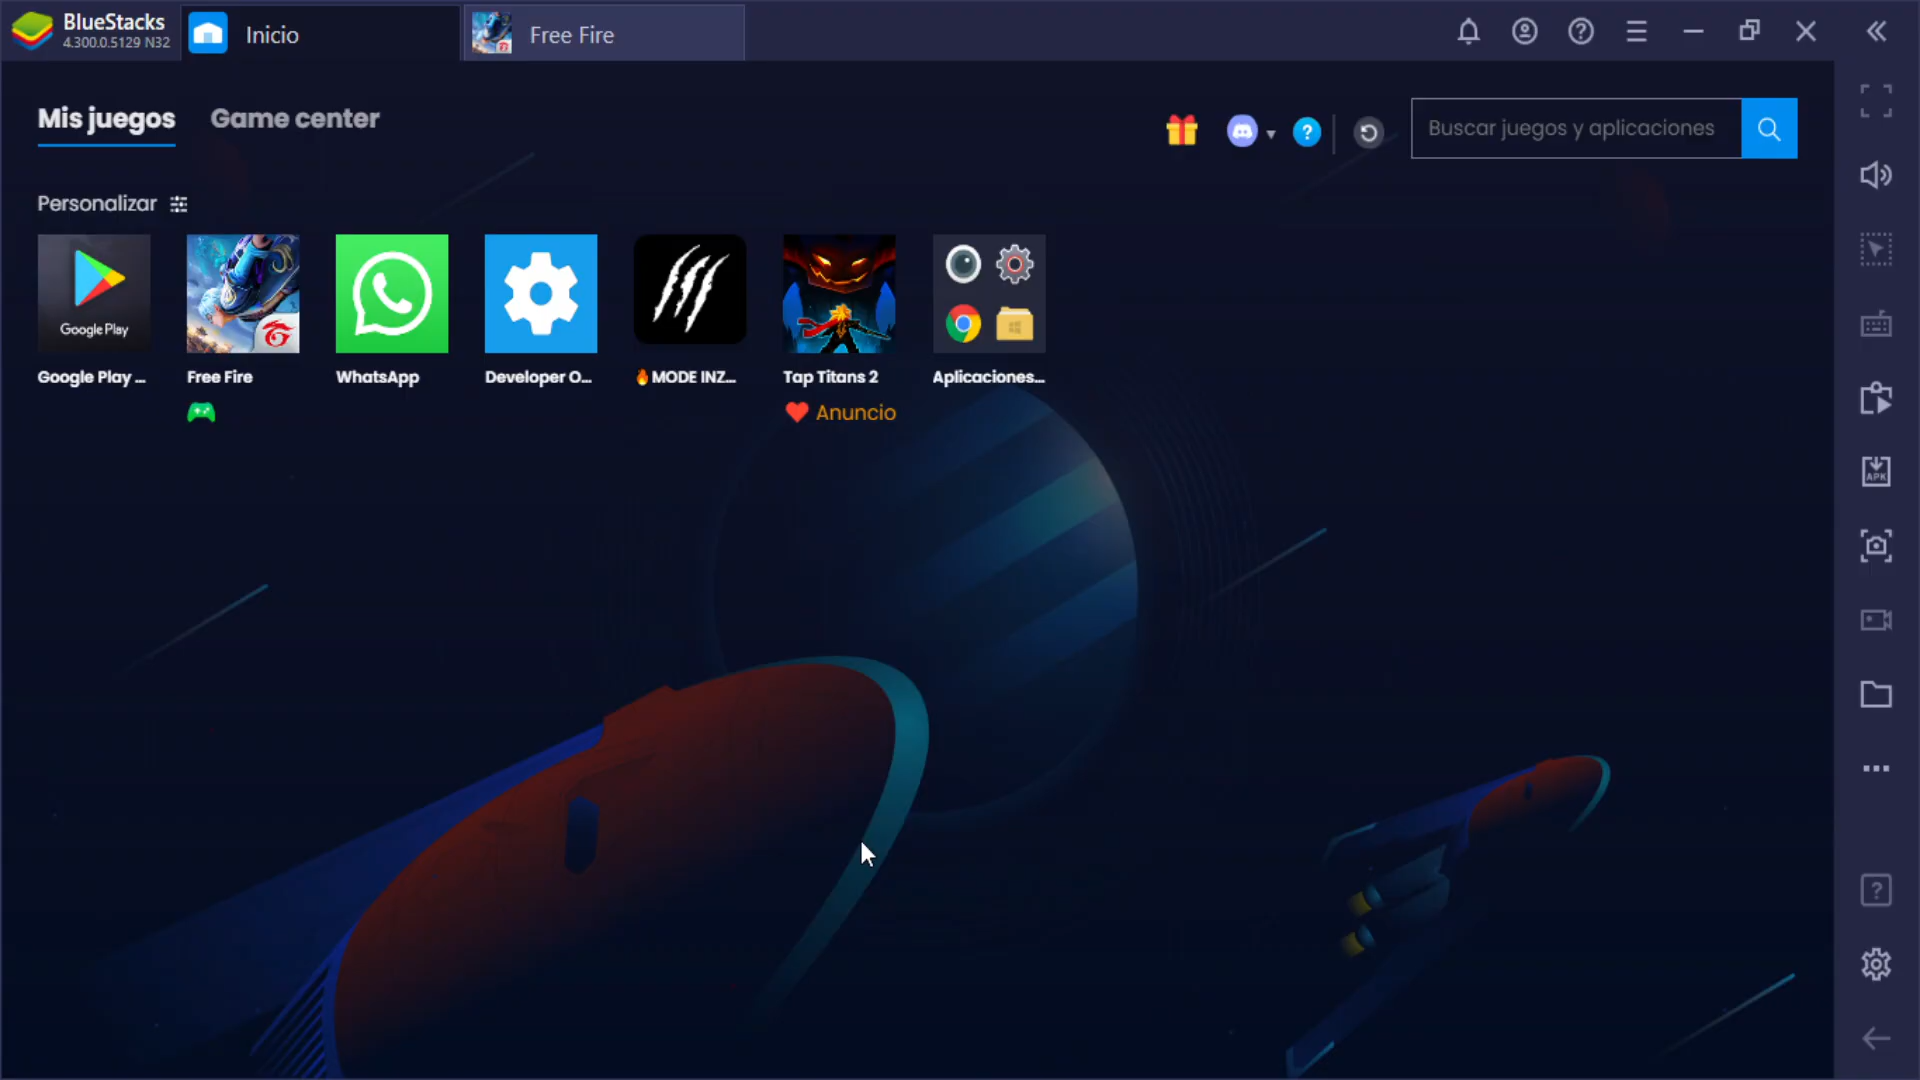 BlueStacks
4.300.0.5129 N32
Inicio
Free Fire
Mis juegos
Game center
Buscar juegos y aplicaciones
Personalizar
Google Play
Google Play ...
Free Fire
WhatsApp
Developer O...
🔥MODE INZ...
Tap Titans 2
Aplicaciones...
Anuncio
APK